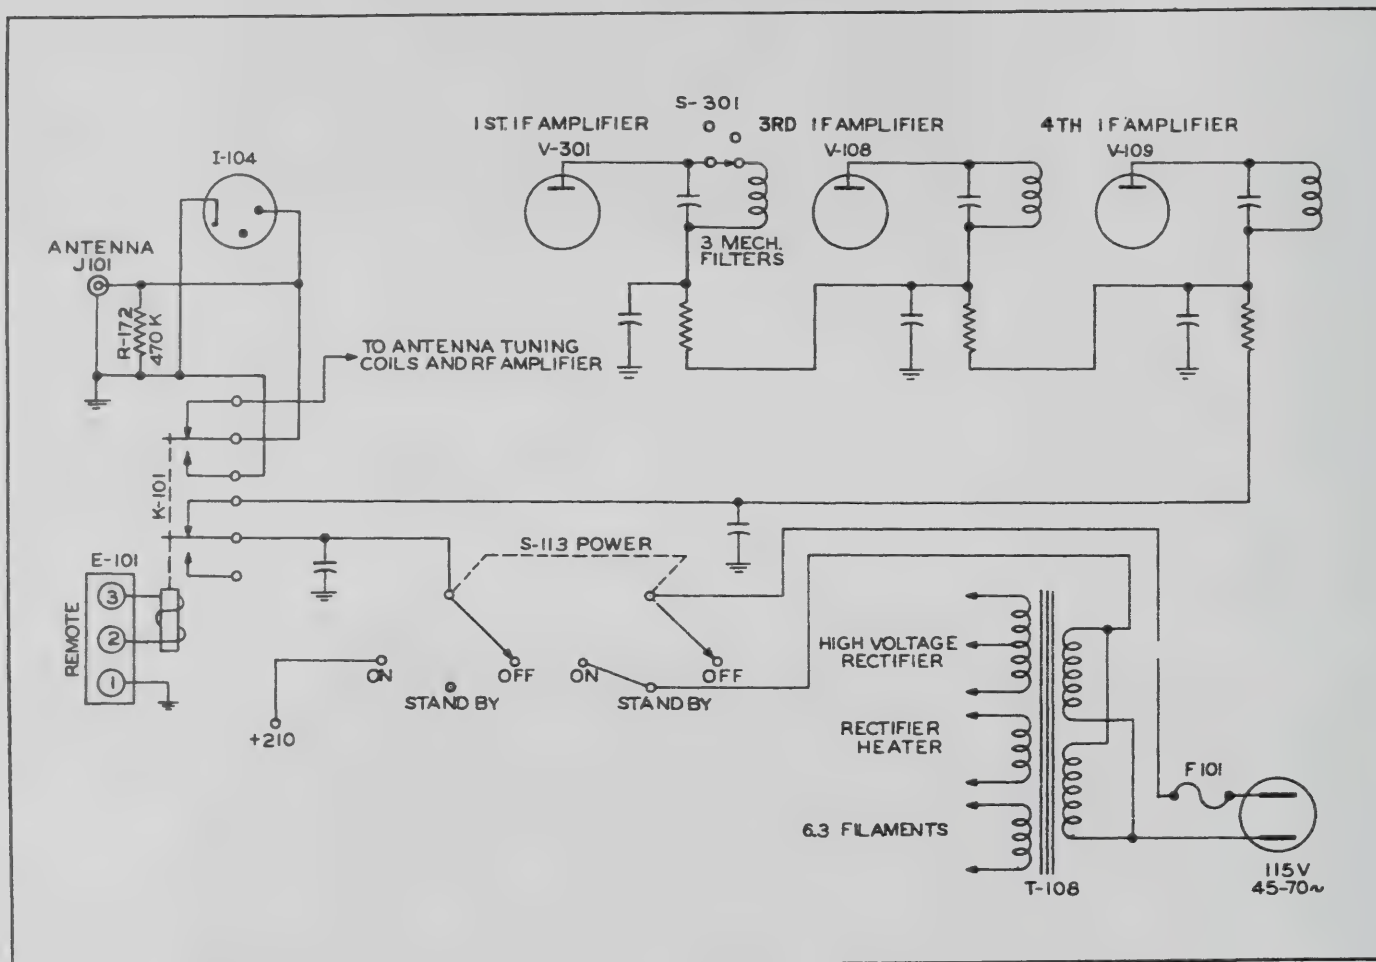 S-301
1ST. IF AMPLIFIER
V-301
3RD IF AMPLIFIER
V-108
4TH IF AMPLIFIER
V-109
I-104
ANTENNA
J101
R-172
470 K
3 MECH.
FILTERS
TO ANTENNA TUNING
COILS AND RF AMPLIFIER
K-101
E-101
REMOTE
3
2
1
S-113 POWER
ON
OFF
STAND BY
ON
OFF
STAND BY
+210
HIGH VOLTAGE
RECTIFIER
RECTIFIER
HEATER
6.3 FILAMENTS
T-108
F 101
115V
45-70~